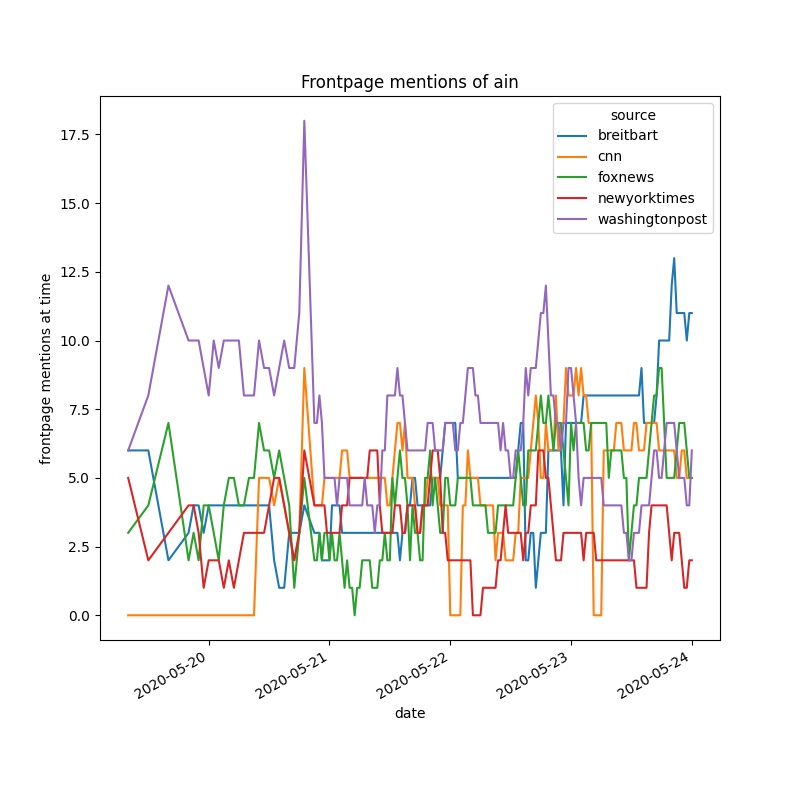 Frontpage mentions of ain
source
breitbart
cnn
foxnews
newyorktimes
washingtonpost
frontpage mentions at time
17.5
15.0
12.5
10.0
7.5
5.0
2.5
0.0
2020-05-20
2020-05-21
2020-05-22
2020-05-23
2020-05-24
date